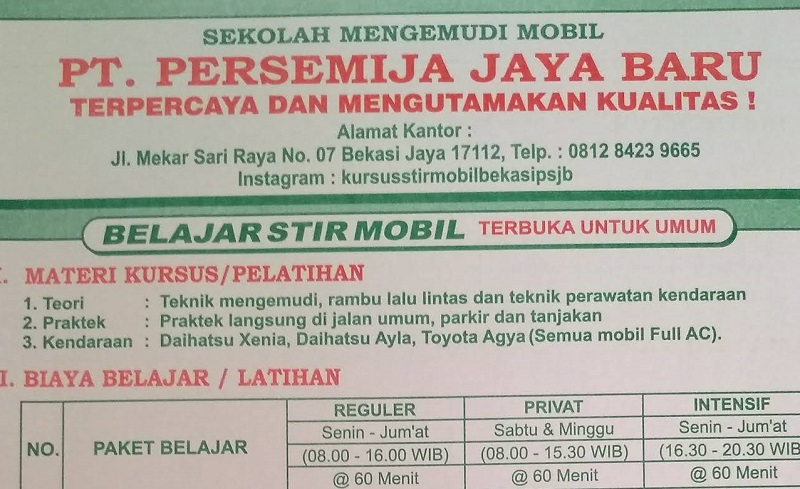 SEKOLAH MENGEMUDI MOBIL
PT. PERSEMIJA JAYA BARU
TERPERCAYA DAN MENGUTAMAKAN KUALITAS !
Alamat Kantor :
Jl. Mekar Sari Raya No. 07 Bekasi Jaya 17112, Telp. : 0812 8423 9665
Instagram : kursusstirmobilbekasipsjb
BELAJAR STIR MOBIL TERBUKA UNTUK UMUM
I. MATERI KURSUS/PELATIHAN
1. Teori : Teknik mengemudi, rambu lalu lintas dan teknik perawatan kendaraan
2. Praktek : Praktek langsung di jalan umum, parkir dan tanjakan
3. Kendaraan : Daihatsu Xenia, Daihatsu Ayla, Toyota Agya (Semua mobil Full AC).
I. BIAYA BELAJAR / LATIHAN
NO. PAKET BELAJAR
REGULER PRIVAT INTENSIF
Senin - Jum'at Sabtu & Minggu Senin - Jum'at
(08.00 - 16.00 WIB) (08.00 - 15.30 WIB) (16.30 - 20.30 WIB
@ 60 Menit @ 60 Menit @ 60 Menit